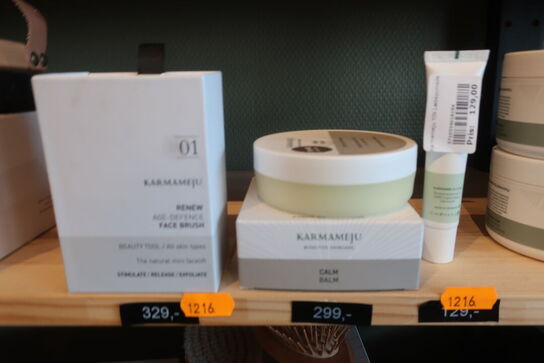 01
KARMAMEJU
RENEW
AGE-DEFENCE
FACE BRUSH
BEAUTY TOOL / All skin types
The natural mini facelift
STIMULATE / RELEASE / EXFOLIATE
KARMAMEJU
CALM
BALM
Pris: 129,00
329,-
1216
299,-
1216
129,-